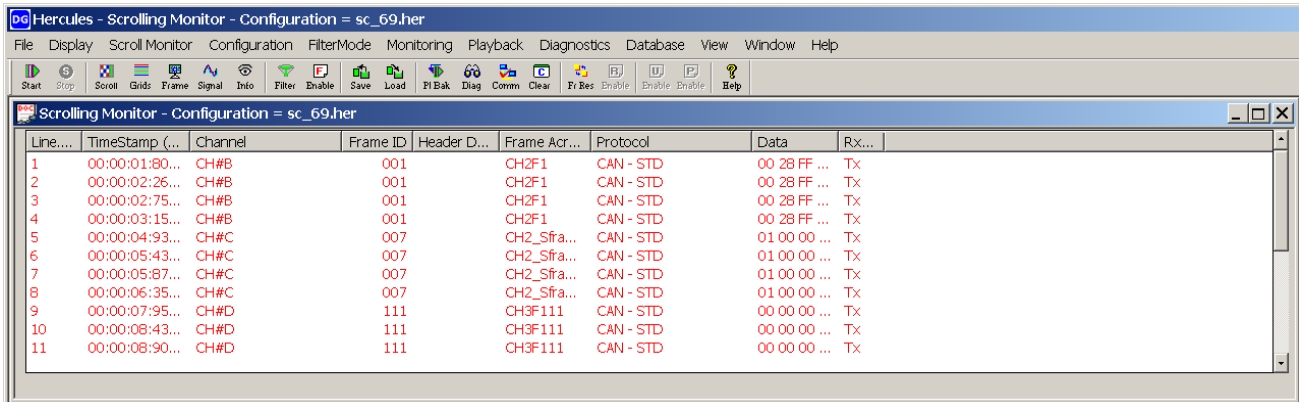 DG Hercules - Scrolling Monitor - Configuration = sc_69.her
File Display Scroll Monitor Configuration FilterMode Monitoring Playback Diagnostics Database View Window Help
Start Stop Scroll Grids Frame Signal Info Filter Enable Save Load Pl Bak Diag Comm Clear Fr Res Enable Enable Enable Help
Scrolling Monitor - Configuration = sc_69.her
Line.... TimeStamp (... Channel Frame ID Header D... Frame Acr... Protocol Data Rx...
1 00:00:01:80... CH#B 001 CH2F1 CAN - STD 00 28 FF ... Tx
2 00:00:02:26... CH#B 001 CH2F1 CAN - STD 00 28 FF ... Tx
3 00:00:02:75... CH#B 001 CH2F1 CAN - STD 00 28 FF ... Tx
4 00:00:03:15... CH#B 001 CH2F1 CAN - STD 00 28 FF ... Tx
5 00:00:04:93... CH#C 007 CH2_Sfra... CAN - STD 01 00 00 ... Tx
6 00:00:05:43... CH#C 007 CH2_Sfra... CAN - STD 01 00 00 ... Tx
7 00:00:05:87... CH#C 007 CH2_Sfra... CAN - STD 01 00 00 ... Tx
8 00:00:06:35... CH#C 007 CH2_Sfra... CAN - STD 01 00 00 ... Tx
9 00:00:07:95... CH#D 111 CH3F111 CAN - STD 00 00 00 ... Tx
10 00:00:08:43... CH#D 111 CH3F111 CAN - STD 00 00 00 ... Tx
11 00:00:08:90... CH#D 111 CH3F111 CAN - STD 00 00 00 ... Tx